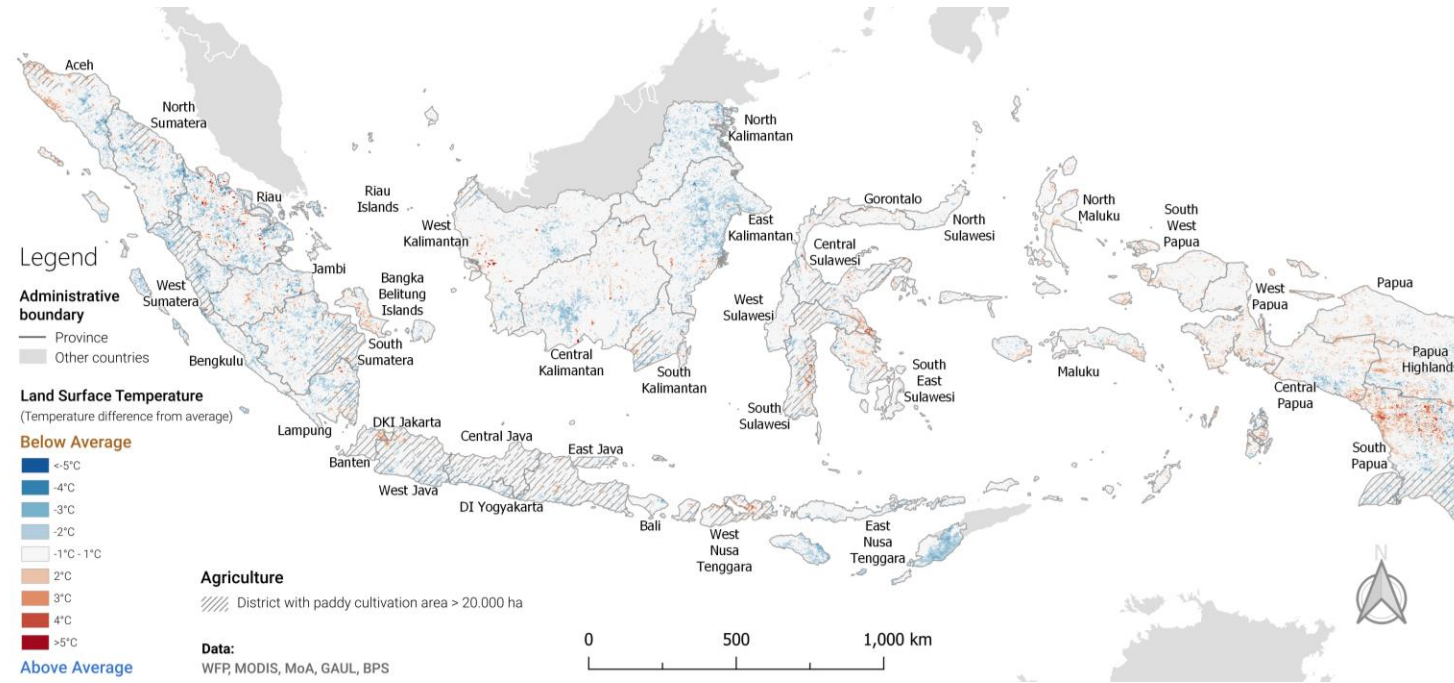 Aceh
North
Sumatera
Riau
Riau
Islands
West
Kalimantan
North
Kalimantan
East
Kalimantan
Gorontalo
North
Sulawesi
Central
Sulawesi
North
Maluku
South
West
Papua
West
Papua
Papua
Papua
Highlands
Central
Papua
South
Papua
Maluku
West
Sulawesi
South
Sulawesi
South
East
Sulawesi
Central
Kalimantan
South
Kalimantan
Jambi
Bangka
Belitung
Islands
West
Sumatera
South
Sumatera
Bengkulu
Lampung
DKI Jakarta
Banten
West Java
Central Java
DI Yogyakarta
East Java
Bali
West
Nusa
Tenggara
East
Nusa
Tenggara
Legend
Administrative
boundary
Province
Other countries
Land Surface Temperature
(Temperature difference from average)
Below Average
<-5°C
-4°C
-3°C
-2°C
-1°C - 1°C
2°C
3°C
4°C
>5°C
Above Average
Agriculture
District with paddy cultivation area > 20.000 ha
Data:
WFP, MODIS, MoA, GAUL, BPS
0 500 1,000 km
N